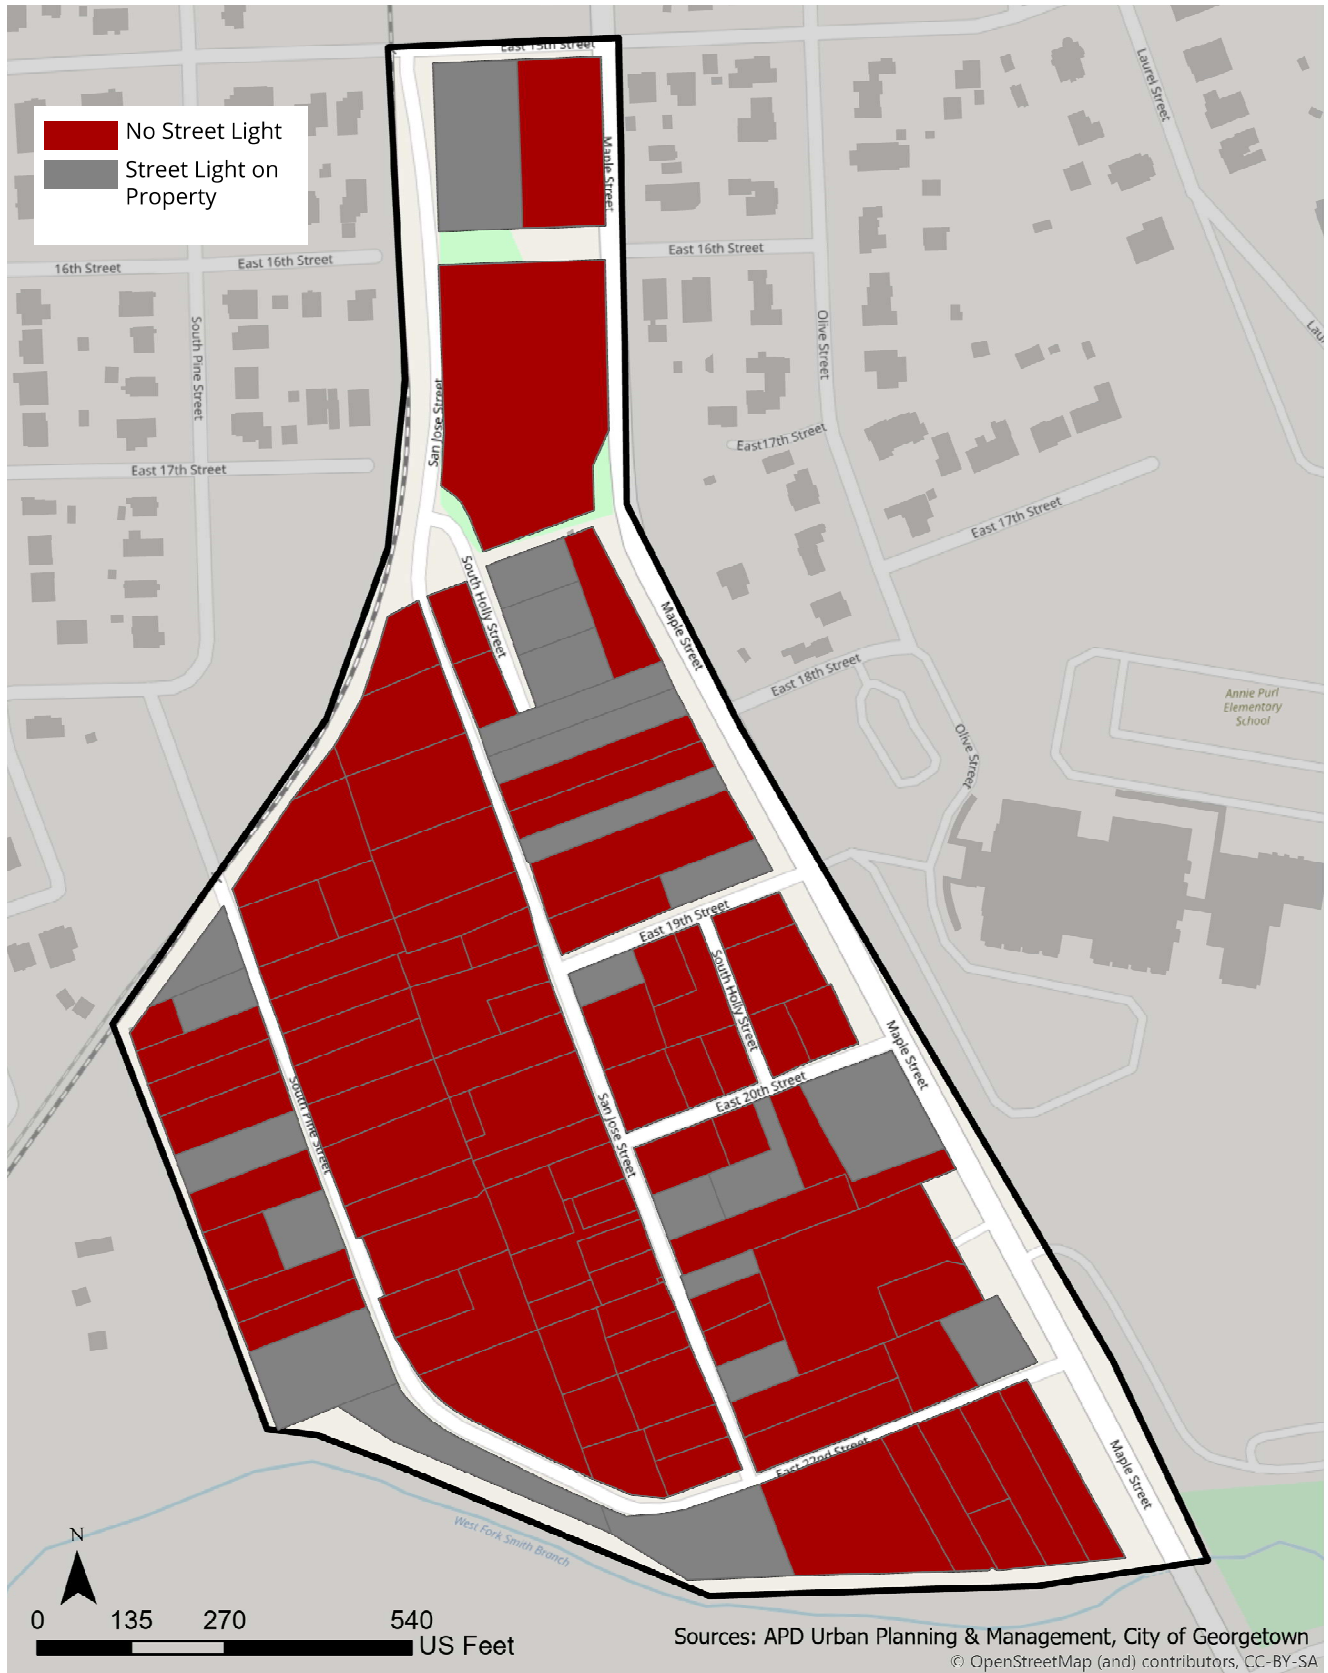 East 15th Street
Laurel Street
No Street Light
Street Light on
Property
Maple Street
16th Street
East 16th Street
East 16th Street
South Pine Street
Olive Street
San Jose Street
East 17th Street
East17th Street
East 17th Street
South Holly Street
Maple Street
East 18th Street
Annie Purl
Elementary
School
Olive Street
East 19th Street
South Holly Street
Maple Street
South Pine Street
San Jose Street
East 20th Street
East 22nd Street
Maple Street
West Fork Smith Branch
N
0 135 270 540
US Feet
Sources: APD Urban Planning & Management, City of Georgetown
© OpenStreetMap (and) contributors, CC-BY-SA